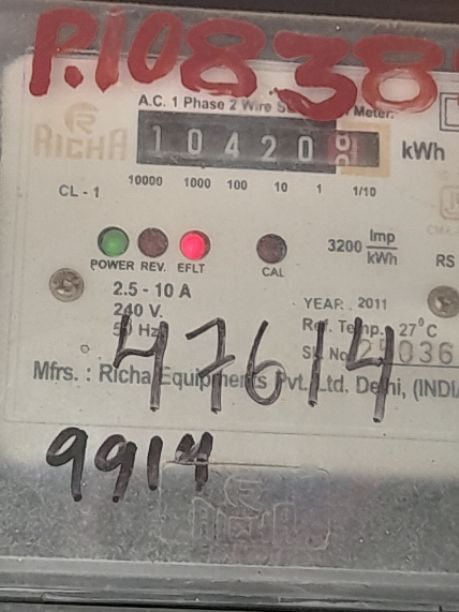 P.10838
A.C. 1 Phase 2 Wire Meter.
RICHA
10420 kWh
10000 1000 100 10 1 1/10
CL - 1
3200 Imp/kWh
POWER REV. EFLT CAL
RS
2.5 - 10 A
240 V.
YEAR 2011
Ref. Temp. 27°C
Mfrs. : Richa Equipments Pvt. Ltd. Delhi, (INDI
47614
9914
RICHA